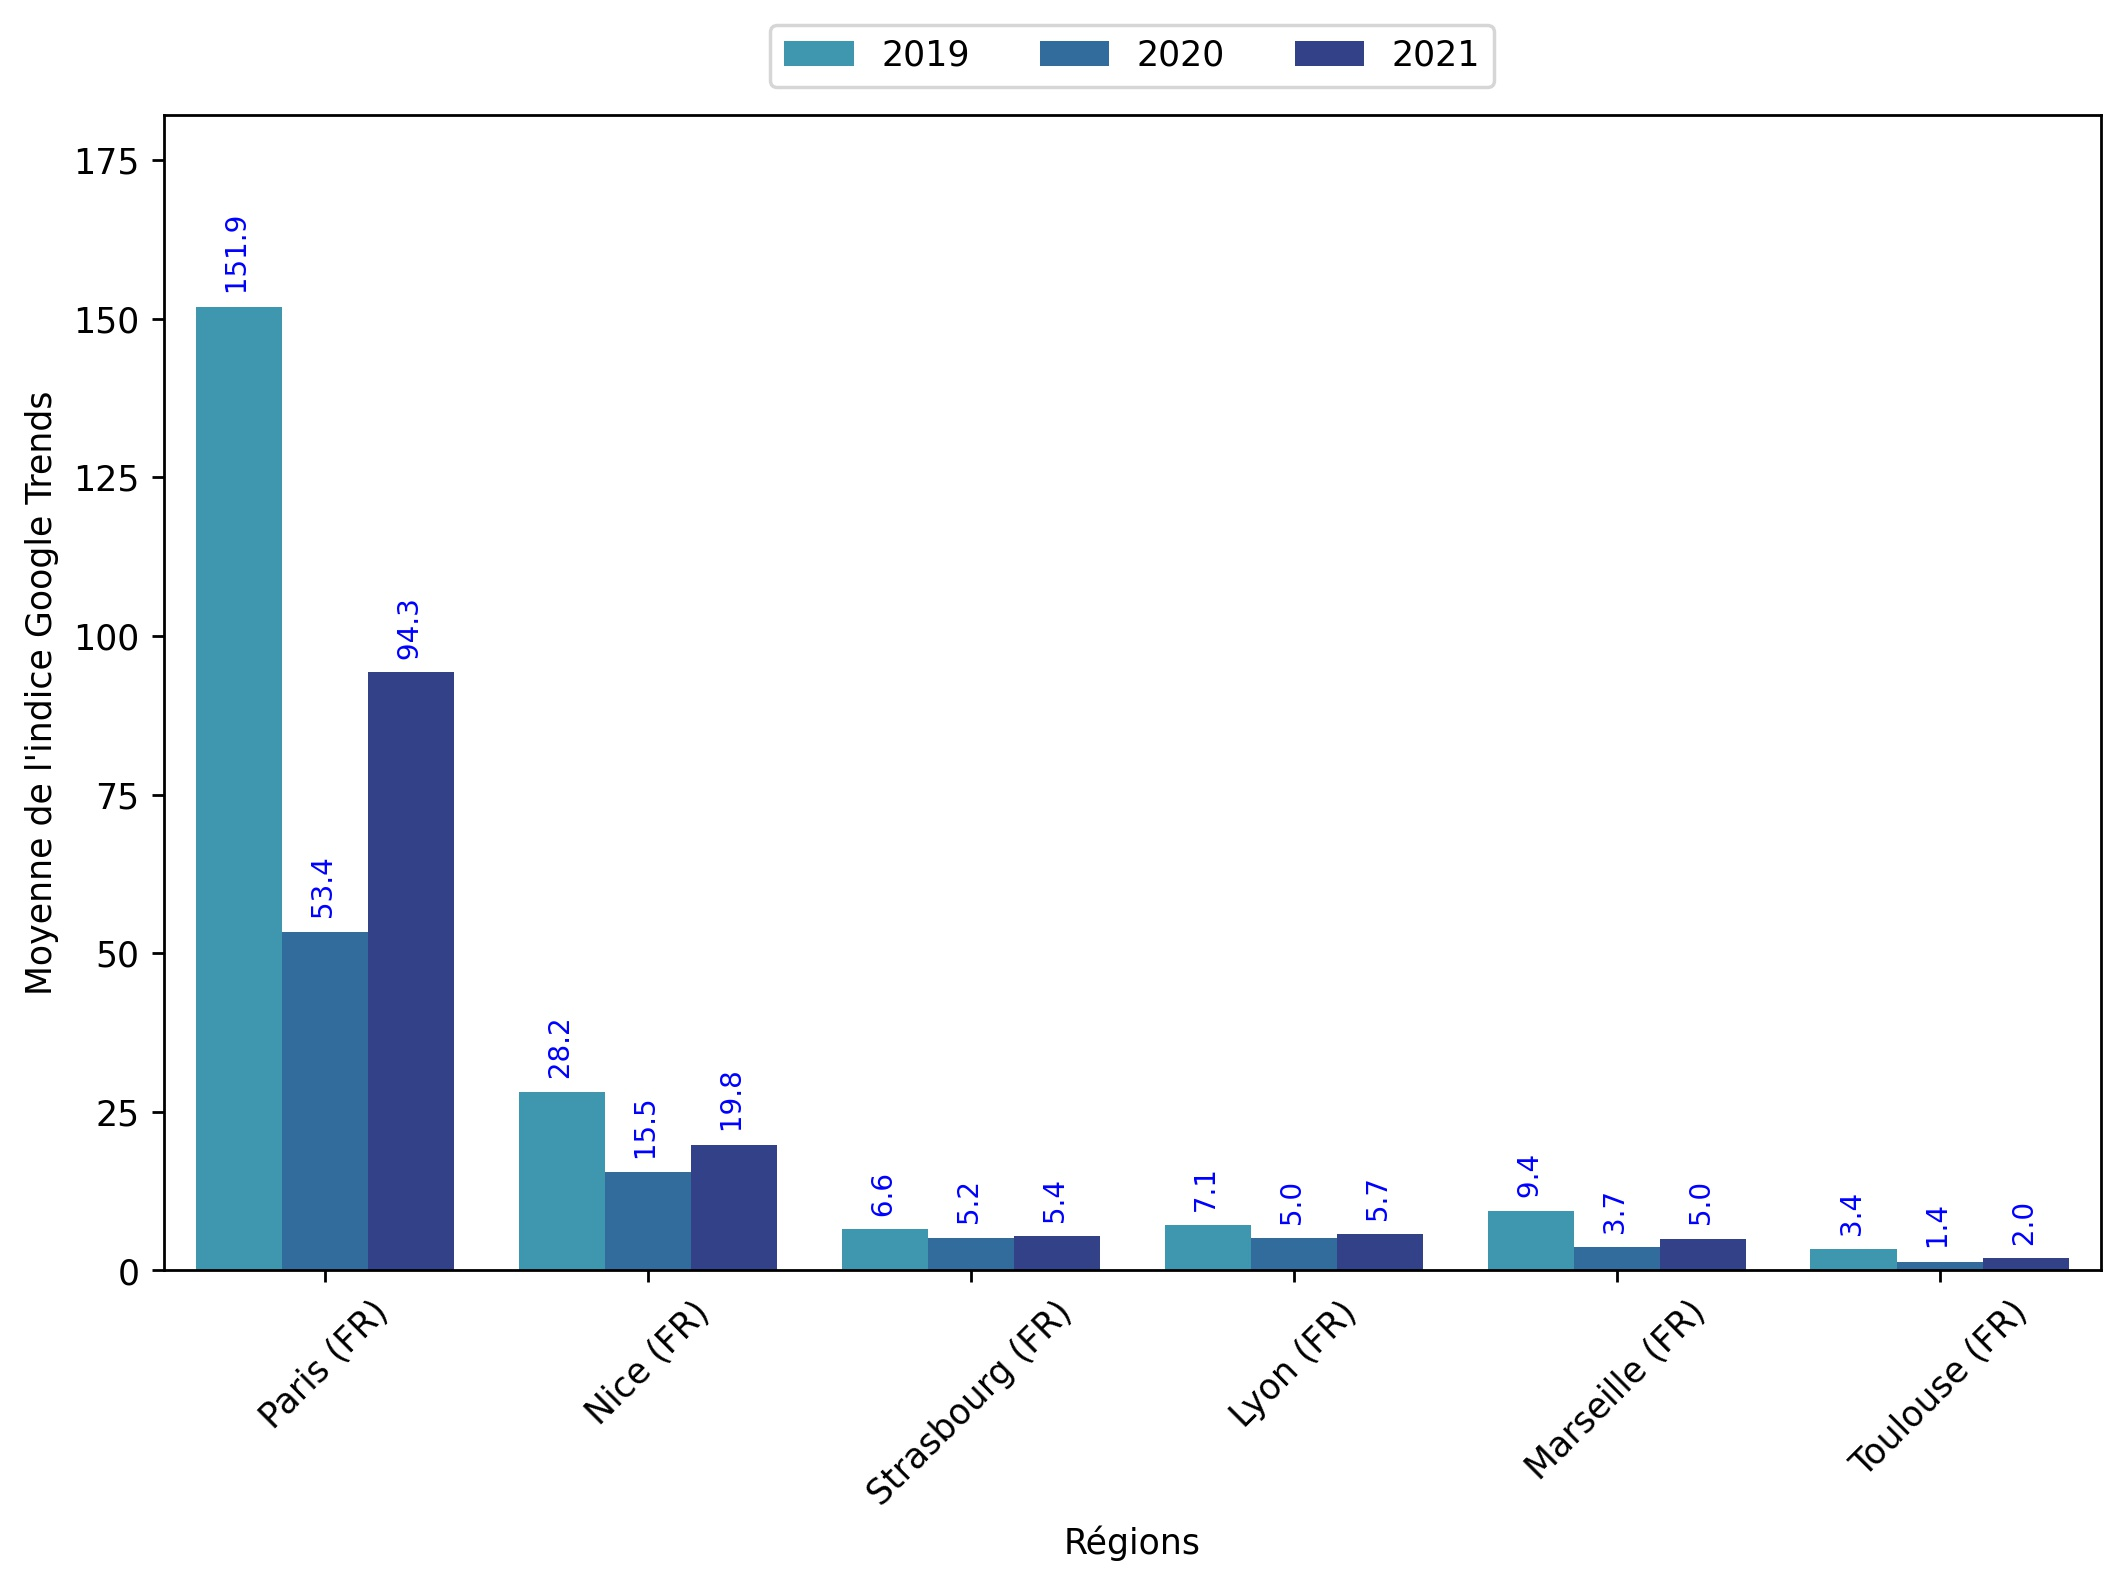 2019 2020 2021
175
150
125
100
75
50
25
0
Moyenne de l'indice Google Trends
151.9
53.4
94.3
28.2
15.5
19.8
6.6
5.2
5.4
7.1
5.0
5.7
9.4
3.7
5.0
3.4
1.4
2.0
Paris (FR)
Nice (FR)
Strasbourg (FR)
Lyon (FR)
Marseille (FR)
Toulouse (FR)
Régions